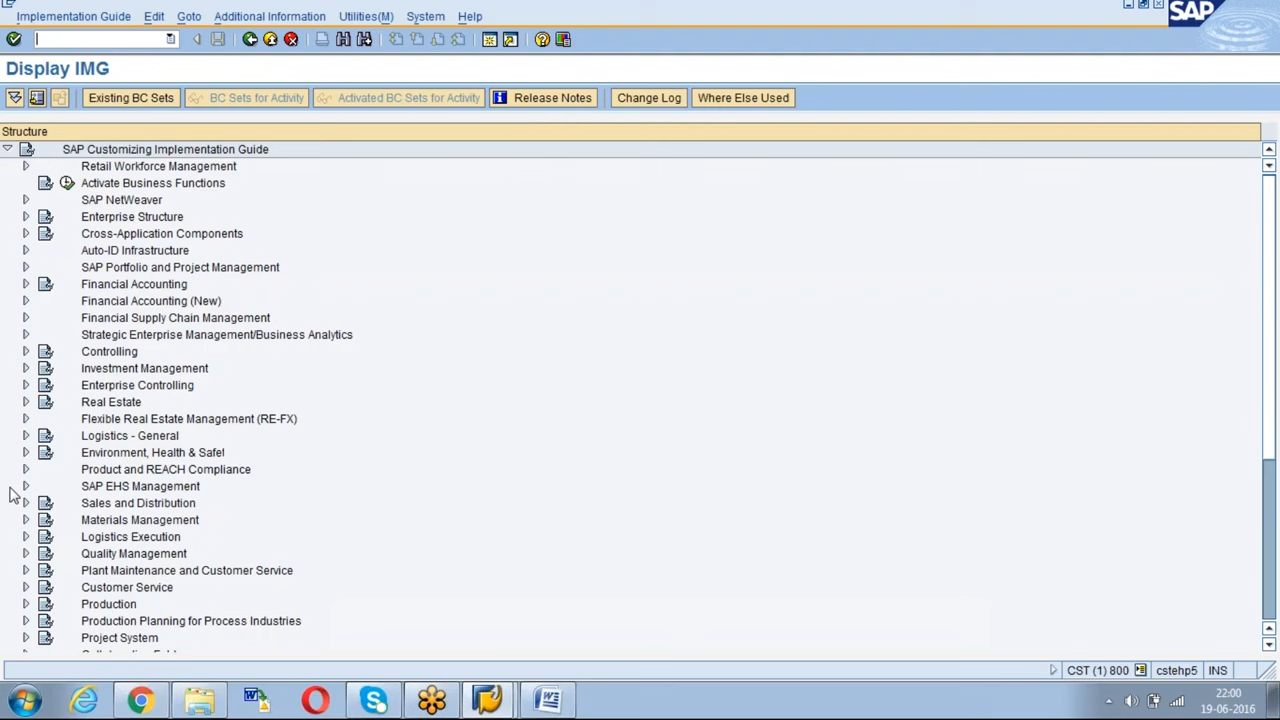 Implementation Guide Edit Goto Additional Information Utilities(M) System Help
SAP
Display IMG
Existing BC Sets BC Sets for Activity Activated BC Sets for Activity Release Notes Change Log Where Else Used
Structure
SAP Customizing Implementation Guide
Retail Workforce Management
Activate Business Functions
SAP NetWeaver
Enterprise Structure
Cross-Application Components
Auto-ID Infrastructure
SAP Portfolio and Project Management
Financial Accounting
Financial Accounting (New)
Financial Supply Chain Management
Strategic Enterprise Management/Business Analytics
Controlling
Investment Management
Enterprise Controlling
Real Estate
Flexible Real Estate Management (RE-FX)
Logistics - General
Environment, Health & Safet
Product and REACH Compliance
SAP EHS Management
Sales and Distribution
Materials Management
Logistics Execution
Quality Management
Plant Maintenance and Customer Service
Customer Service
Production
Production Planning for Process Industries
Project System
CST (1) 800 cstehp5 INS
22:00
19-06-2016